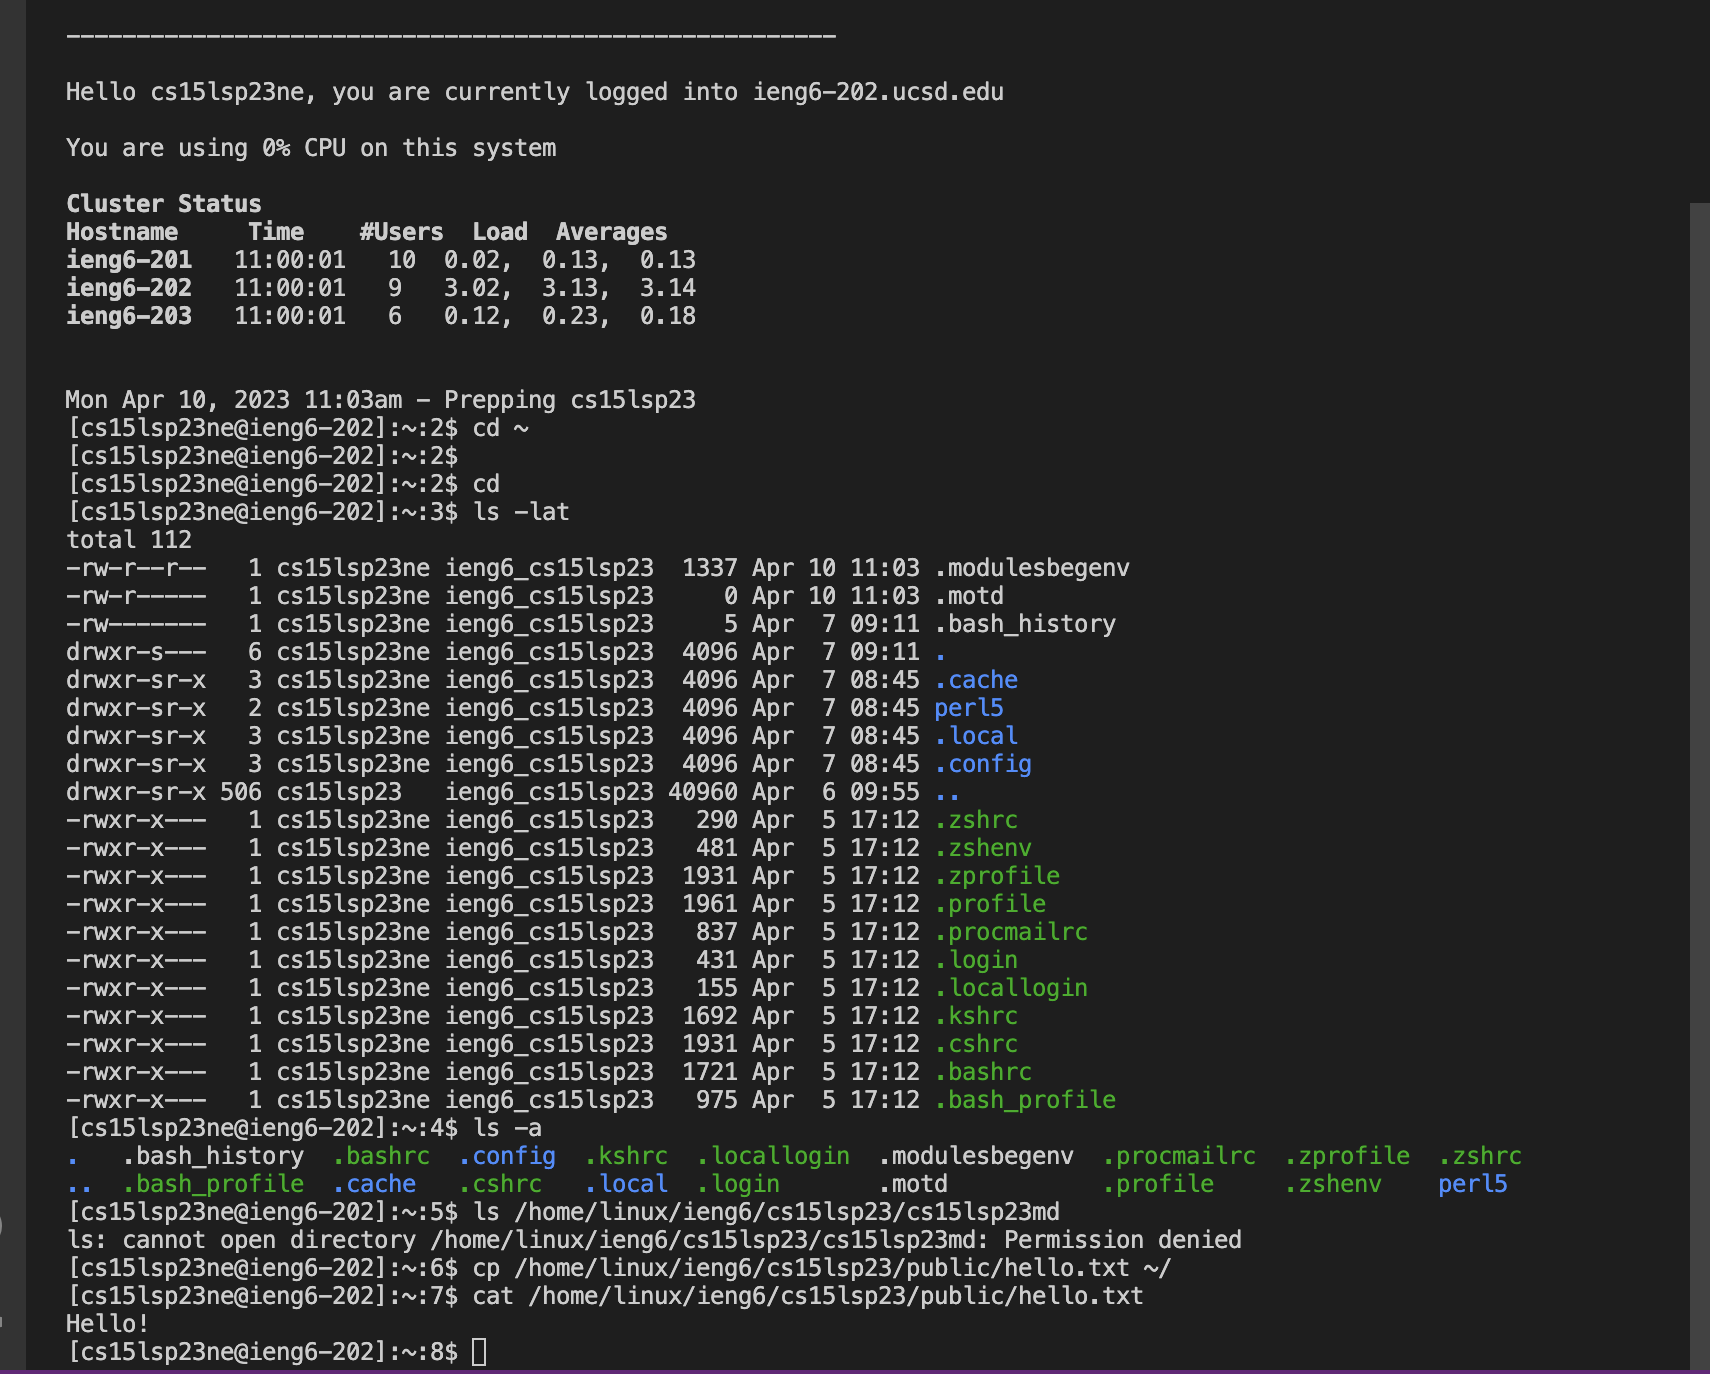 -------------------------------------------------------
Hello cs15lsp23ne, you are currently logged into ieng6-202.ucsd.edu
You are using 0% CPU on this system
Cluster Status
Hostname     Time    #Users  Load  Averages
ieng6-201   11:00:01   10  0.02,  0.13,  0.13
ieng6-202   11:00:01   9   3.02,  3.13,  3.14
ieng6-203   11:00:01   6   0.12,  0.23,  0.18
Mon Apr 10, 2023 11:03am - Prepping cs15lsp23
[cs15lsp23ne@ieng6-202]:~:2$ cd ~
[cs15lsp23ne@ieng6-202]:~:2$
[cs15lsp23ne@ieng6-202]:~:2$ cd
[cs15lsp23ne@ieng6-202]:~:3$ ls -lat
total 112
-rw-r--r--   1 cs15lsp23ne ieng6_cs15lsp23  1337 Apr 10 11:03 .modulesbegenv
-rw-r-----   1 cs15lsp23ne ieng6_cs15lsp23     0 Apr 10 11:03 .motd
-rw-------   1 cs15lsp23ne ieng6_cs15lsp23     5 Apr  7 09:11 .bash_history
drwxr-s---   6 cs15lsp23ne ieng6_cs15lsp23  4096 Apr  7 09:11 .
drwxr-sr-x   3 cs15lsp23ne ieng6_cs15lsp23  4096 Apr  7 08:45 .cache
drwxr-sr-x   2 cs15lsp23ne ieng6_cs15lsp23  4096 Apr  7 08:45 perl5
drwxr-sr-x   3 cs15lsp23ne ieng6_cs15lsp23  4096 Apr  7 08:45 .local
drwxr-sr-x   3 cs15lsp23ne ieng6_cs15lsp23  4096 Apr  7 08:45 .config
drwxr-sr-x 506 cs15lsp23   ieng6_cs15lsp23 40960 Apr  6 09:55 ..
-rwxr-x---   1 cs15lsp23ne ieng6_cs15lsp23   290 Apr  5 17:12 .zshrc
-rwxr-x---   1 cs15lsp23ne ieng6_cs15lsp23   481 Apr  5 17:12 .zshenv
-rwxr-x---   1 cs15lsp23ne ieng6_cs15lsp23  1931 Apr  5 17:12 .zprofile
-rwxr-x---   1 cs15lsp23ne ieng6_cs15lsp23  1961 Apr  5 17:12 .profile
-rwxr-x---   1 cs15lsp23ne ieng6_cs15lsp23   837 Apr  5 17:12 .procmailrc
-rwxr-x---   1 cs15lsp23ne ieng6_cs15lsp23   431 Apr  5 17:12 .login
-rwxr-x---   1 cs15lsp23ne ieng6_cs15lsp23   155 Apr  5 17:12 .locallogin
-rwxr-x---   1 cs15lsp23ne ieng6_cs15lsp23  1692 Apr  5 17:12 .kshrc
-rwxr-x---   1 cs15lsp23ne ieng6_cs15lsp23  1931 Apr  5 17:12 .cshrc
-rwxr-x---   1 cs15lsp23ne ieng6_cs15lsp23  1721 Apr  5 17:12 .bashrc
-rwxr-x---   1 cs15lsp23ne ieng6_cs15lsp23   975 Apr  5 17:12 .bash_profile
[cs15lsp23ne@ieng6-202]:~:4$ ls -a
.   .bash_history  .bashrc  .config  .kshrc  .locallogin  .modulesbegenv  .procmailrc  .zprofile  .zshrc
..  .bash_profile  .cache   .cshrc   .local  .login       .motd           .profile     .zshenv    perl5
[cs15lsp23ne@ieng6-202]:~:5$ ls /home/linux/ieng6/cs15lsp23/cs15lsp23md
ls: cannot open directory /home/linux/ieng6/cs15lsp23/cs15lsp23md: Permission denied
[cs15lsp23ne@ieng6-202]:~:6$ cp /home/linux/ieng6/cs15lsp23/public/hello.txt ~/
[cs15lsp23ne@ieng6-202]:~:7$ cat /home/linux/ieng6/cs15lsp23/public/hello.txt
Hello!
[cs15lsp23ne@ieng6-202]:~:8$